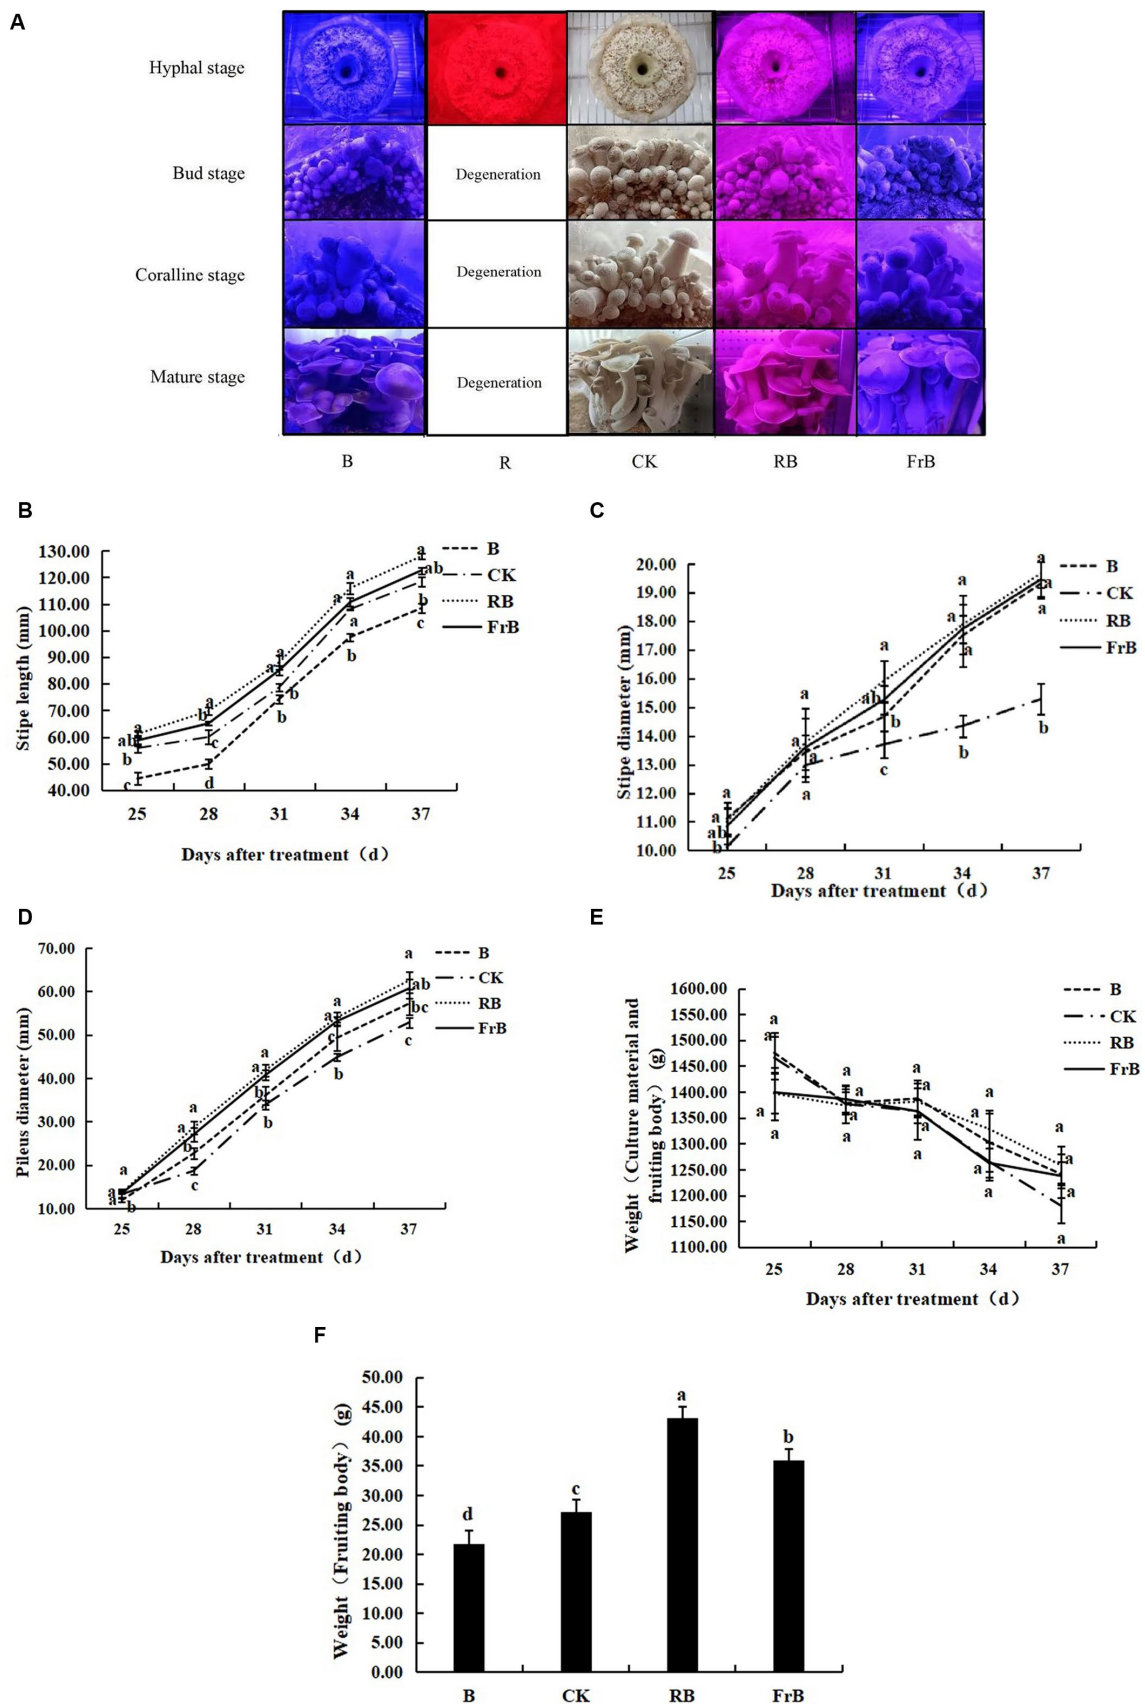 A
Hyphal stage
Bud stage
Degeneration
Coralline stage
Degeneration
Mature stage
Degeneration
B R CK RB FrB
B
Stipe length (mm)
130.00
120.00
110.00
100.00
90.00
80.00
70.00
60.00
50.00
40.00
a ab b c
a b c d
a a b b
a a a b
a ab b c
B
CK
RB
FrB
25 28 31 34 37
Days after treatment（d）
C
Stipe diameter (mm)
20.00
19.00
18.00
17.00
16.00
15.00
14.00
13.00
12.00
11.00
10.00
a a ab b
a a a a
a ab b c
a a a b
a a a b
B
CK
RB
FrB
25 28 31 34 37
Days after treatment（d）
D
Pileus diameter (mm)
70.00
60.00
50.00
40.00
30.00
20.00
10.00
a a a b
a a b c
a a b b
a a c b
a ab bc c
B
CK
RB
FrB
25 28 31 34 37
Days after treatment（d）
E
Weight（Culture material and
fruiting body）(g)
1600.00
1550.00
1500.00
1450.00
1400.00
1350.00
1300.00
1250.00
1200.00
1150.00
1100.00
a a a a
a a a a
a a a a
a a a a
a a a a
B
CK
RB
FrB
25 28 31 34 37
Days after treatment（d）
F
Weight（Fruiting body）(g)
50.00
45.00
40.00
35.00
30.00
25.00
20.00
15.00
10.00
5.00
0.00
d c a b
B CK RB FrB